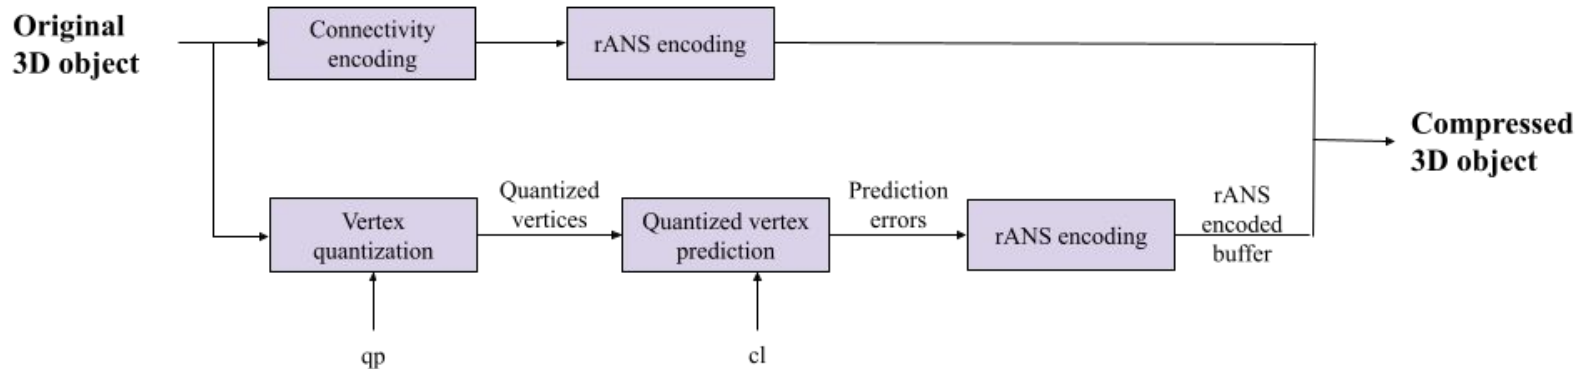 Original
3D object
Connectivity
encoding
rANS encoding
Compressed
3D object
Vertex
quantization
Quantized
vertices
Quantized vertex
prediction
Prediction
errors
rANS encoding
rANS
encoded
buffer
qp
cl